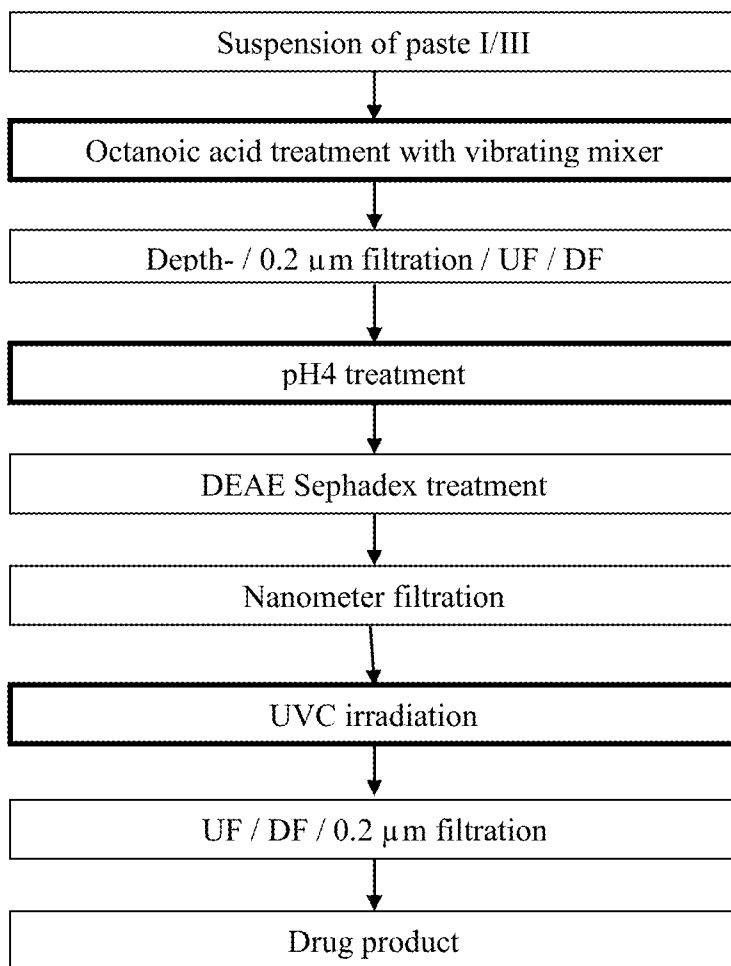 Suspension of paste I/III
Octanoic acid treatment with vibrating mixer
Depth- / 0.2 µm filtration / UF / DF
pH4 treatment
DEAE Sephadex treatment
Nanometer filtration
UVC irradiation
UF / DF / 0.2 µm filtration
Drug product